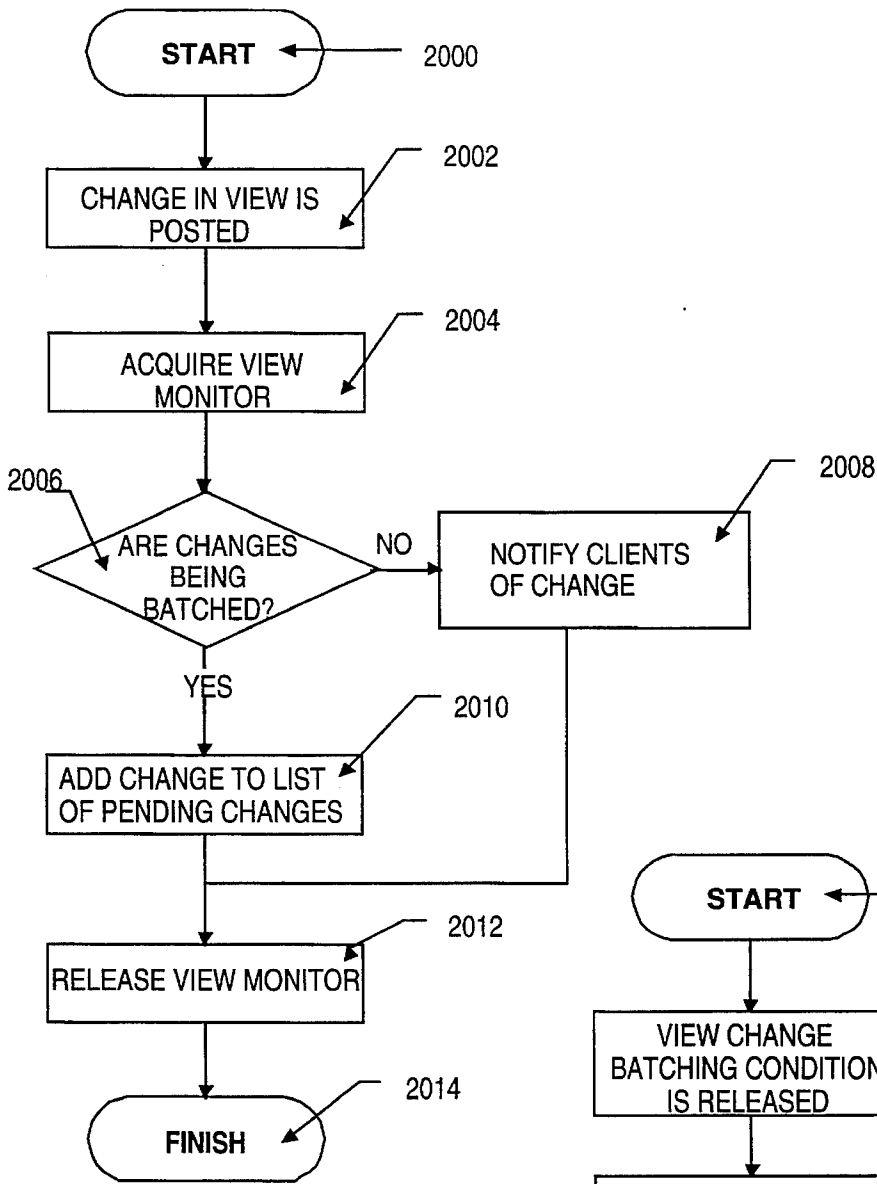 START
2000
2002
CHANGE IN VIEW IS
POSTED
2004
ACQUIRE VIEW
MONITOR
2006
ARE CHANGES
BEING
BATCHED?
NO
2008
NOTIFY CLIENTS
OF CHANGE
YES
2010
ADD CHANGE TO LIST
OF PENDING CHANGES
2012
RELEASE VIEW MONITOR
2014
FINISH
START
VIEW CHANGE
BATCHING CONDITION
IS RELEASED